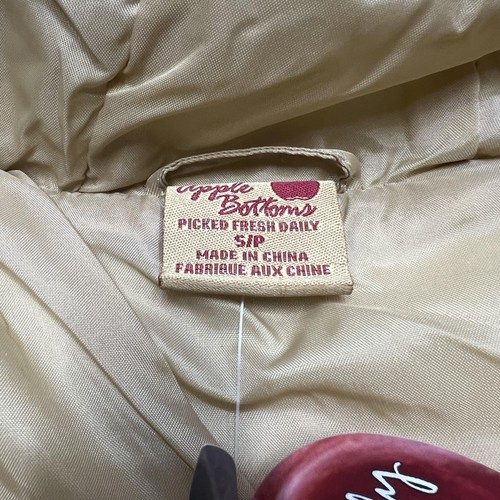 Apple
Bottoms
PICKED FRESH DAILY
S/P
MADE IN CHINA
FABRIQUE AUX CHINE